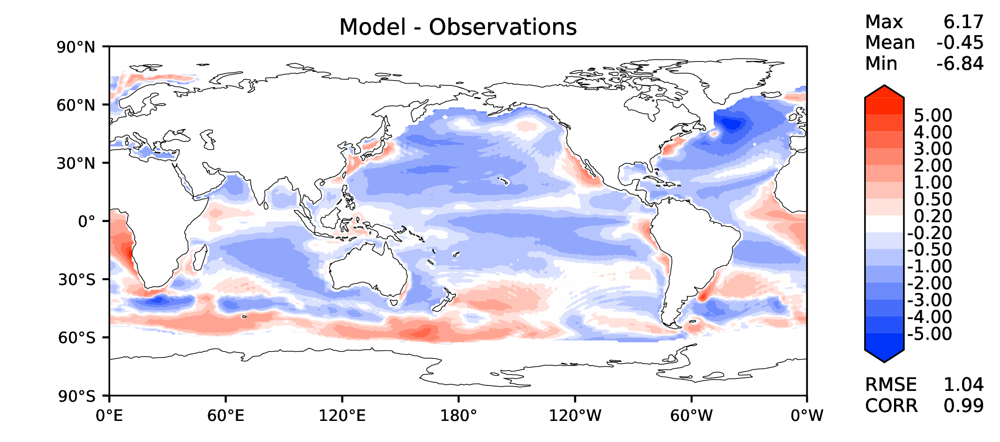 Model - Observations
Max 6.17
Mean -0.45
Min -6.84
90°N
60°N
30°N
0°
30°S
60°S
90°S
0°E 60°E 120°E 180° 120°W 60°W 0°W
5.00
4.00
3.00
2.00
1.00
0.50
0.20
-0.20
-0.50
-1.00
-2.00
-3.00
-4.00
-5.00
RMSE 1.04
CORR 0.99